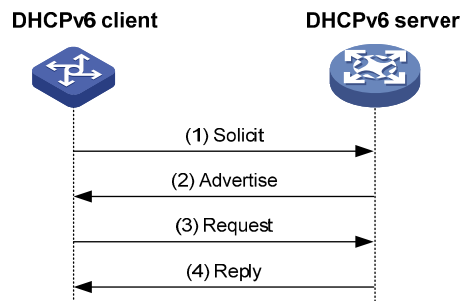 DHCPv6 client
DHCPv6 server
(1) Solicit
(2) Advertise
(3) Request
(4) Reply